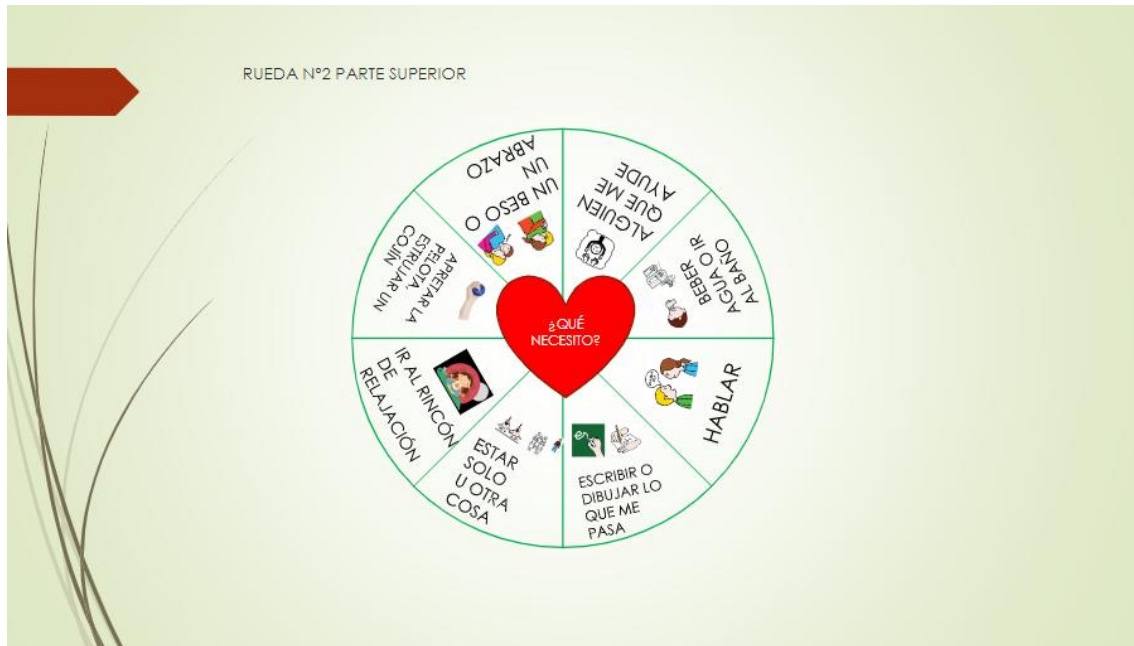 RUEDA Nº2 PARTE SUPERIOR
UN BESO O
UN
ABRAZO
ALGUIEN
QUE ME
AYUDE
BEBER
AGUA O IR
AL BAÑO
HABLAR
ESCRIBIR O
DIBUJAR LO
QUE ME
PASA
ESTAR
SOLO
U OTRA
COSA
IR AL RINCÓN
DE
RELAJACIÓN
APRETAR LA
PELOTA,
ESTRUJAR UN
COJÍN
¿QUÉ
NECESITO?